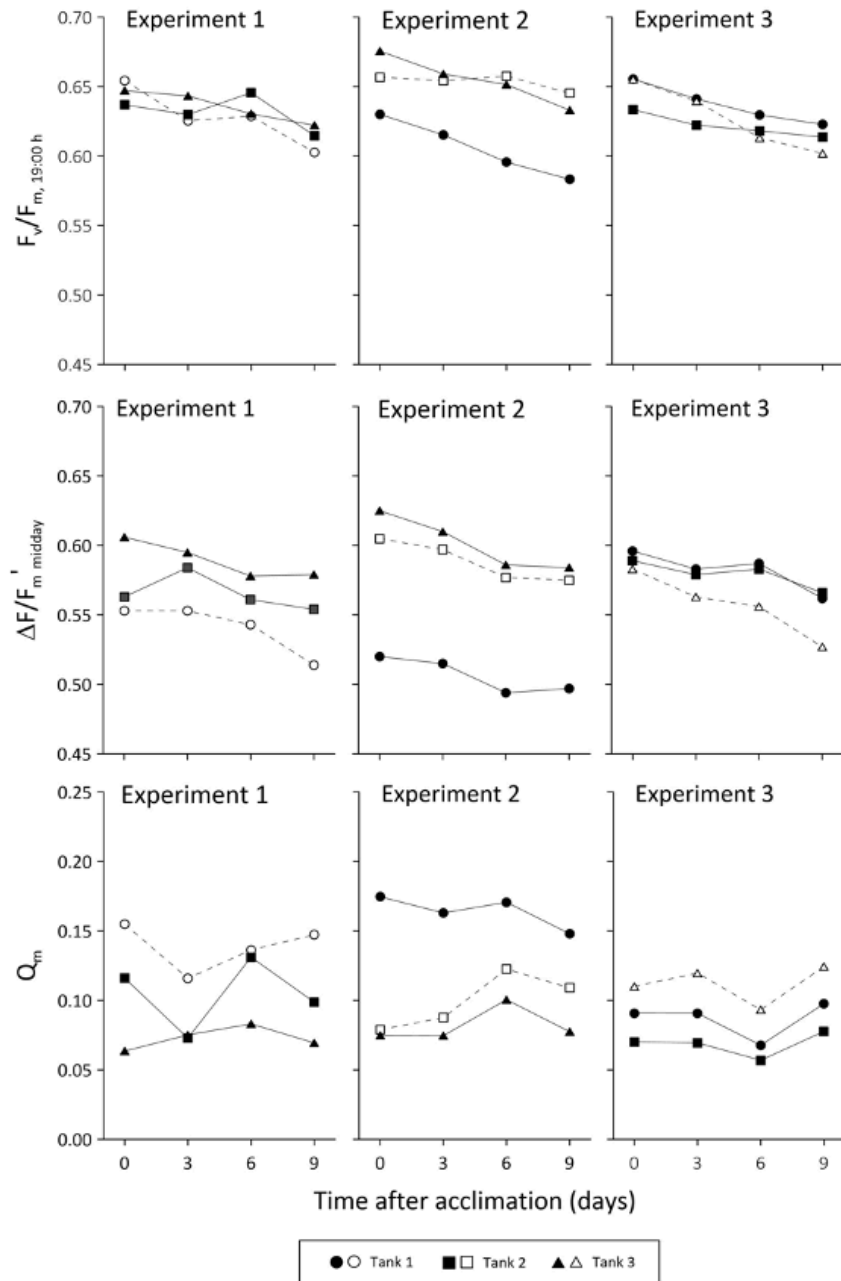 Experiment 1 Experiment 2 Experiment 3
0.70
0.65
0.60
0.55
0.50
0.45
Fv/Fm, 19:00 h
Experiment 1 Experiment 2 Experiment 3
0.70
0.65
0.60
0.55
0.50
0.45
ΔF/Fm' midday
Experiment 1 Experiment 2 Experiment 3
0.25
0.20
0.15
0.10
0.05
0.00
Qm
0 3 6 9 0 3 6 9 0 3 6 9
Time after acclimation (days)
Tank 1 Tank 2 Tank 3